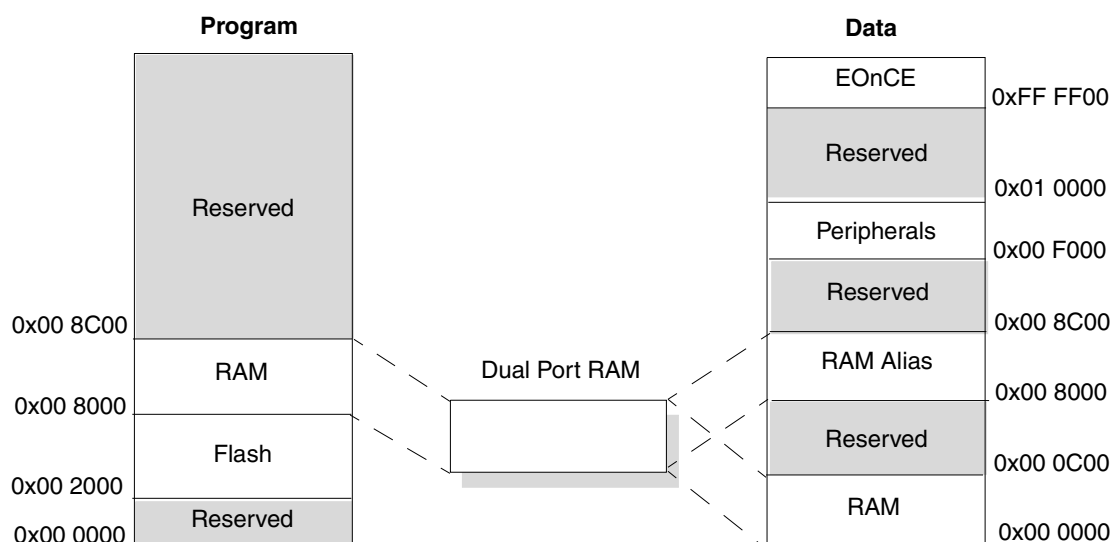 Program
Reserved
0x00 8C00
RAM
0x00 8000
Flash
0x00 2000
Reserved
0x00 0000
Dual Port RAM
Data
EOnCE
0xFF FF00
Reserved
0x01 0000
Peripherals
0x00 F000
Reserved
0x00 8C00
RAM Alias
0x00 8000
Reserved
0x00 0C00
RAM
0x00 0000